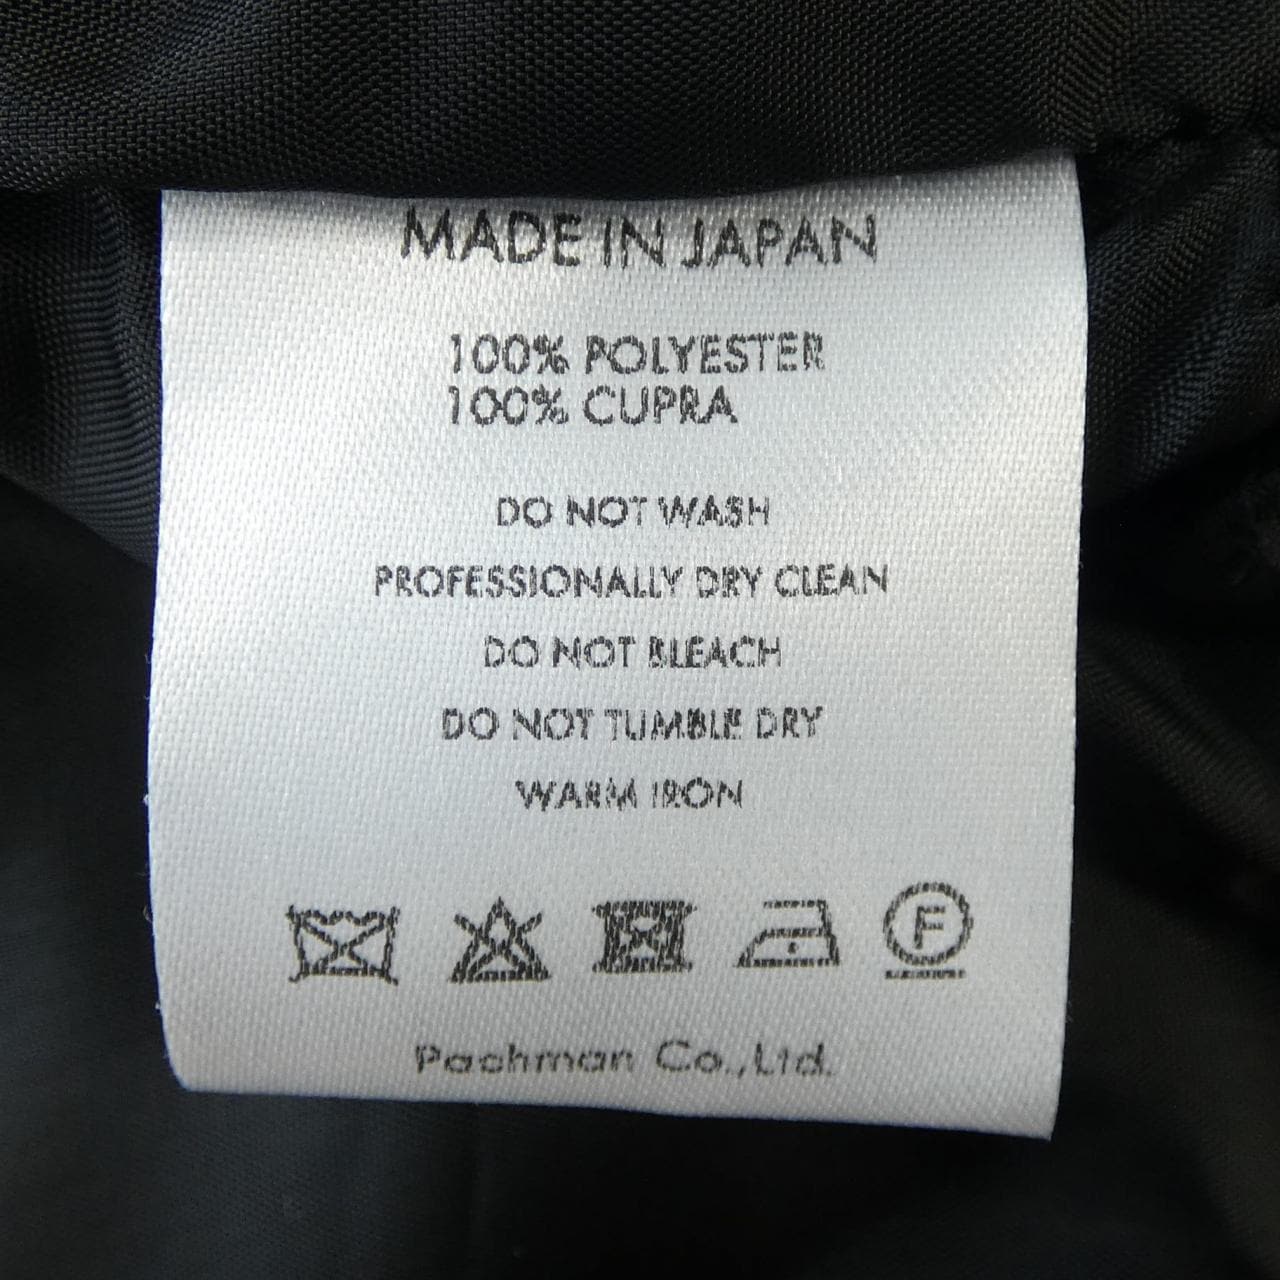 MADE IN JAPAN
100% POLYESTER
100% CUPRA
DO NOT WASH
PROFESSIONALLY DRY CLEAN
DO NOT BLEACH
DO NOT TUMBLE DRY
WARM IRON
F
Pachman Co.,Ltd.